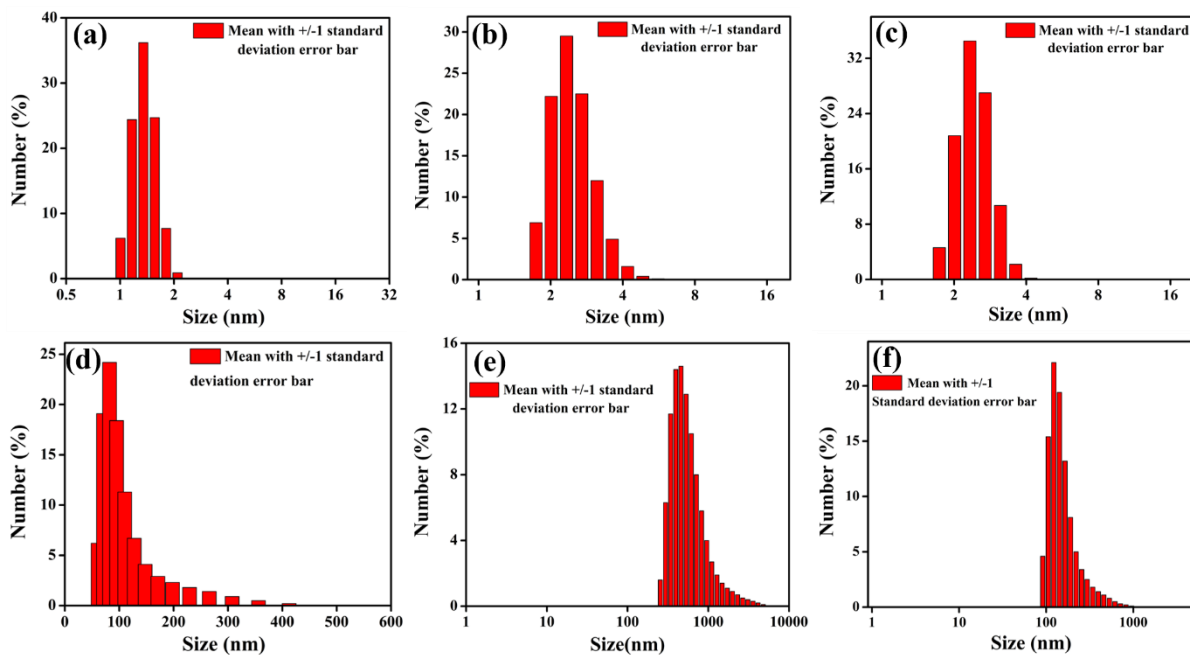 (a)
Mean with +/-1 standard
deviation error bar
40
30
20
10
0
Number (%)
0.5 1 2 4 8 16 32
Size (nm)
(b)
Mean with +/-1 standard
deviation error bar
30
25
20
15
10
5
0
Number (%)
1 2 4 8 16
Size (nm)
(c)
Mean with +/-1 standard
deviation error bar
32
24
16
8
0
Number (%)
1 2 4 8 16
Size (nm)
(d)
Mean with +/-1 standard
deviation error bar
25
20
15
10
5
0
Number (%)
0 100 200 300 400 500 600
Size (nm)
(e)
Mean with +/-1 standard
deviation error bar
16
12
8
4
0
Number (%)
1 10 100 1000 10000
Size(nm)
(f)
Mean with +/-1
Standard deviation error bar
20
15
10
5
0
Number (%)
1 10 100 1000
Size (nm)